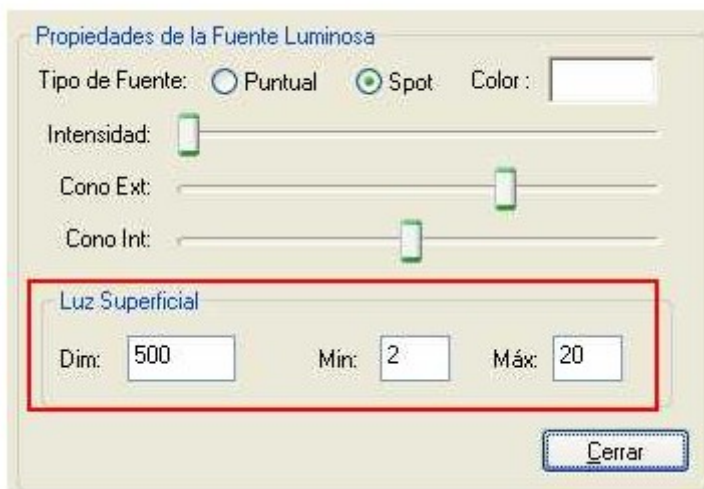 Propiedades de la Fuente Luminosa
Tipo de Fuente: Puntual Spot Color :
Intensidad:
Cono Ext:
Cono Int:
Luz Superficial
Dim: 500 Mín: 2 Máx: 20
Cerrar